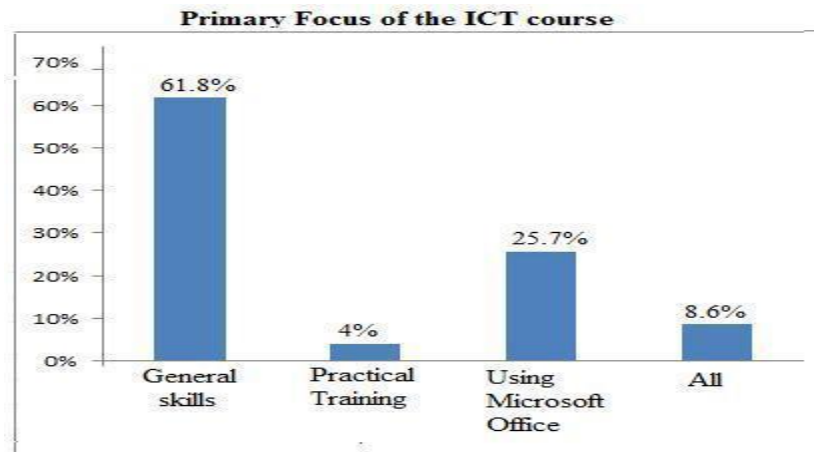 Primary Focus of the ICT course
70%
60%
50%
40%
30%
20%
10%
0%
61.8%
4%
25.7%
8.6%
General
skills
Practical
Training
Using
Microsoft
Office
All